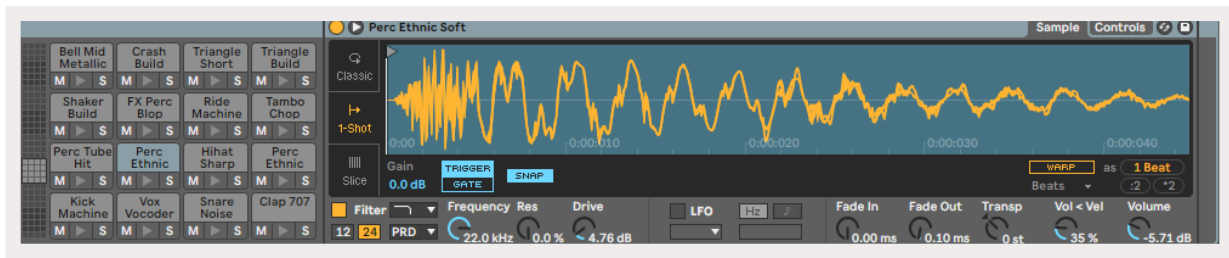 Perc Ethnic Soft
Sample Controls
Bell Mid Metallic
Crash Build
Triangle Short
Triangle Build
M S M S M S M S
Shaker Build
FX Perc Blop
Ride Machine
Tambo Chop
M S M S M S M S
Perc Tube Hit
Perc Ethnic
Hihat Sharp
Perc Ethnic
M S M S M S M S
Kick Machine
Vox Vocoder
Snare Noise
Clap 707
M S M S M S M S
Classic
1-Shot
Slice
0:00 0:00:010 0:00:020 0:00:030 0:00:040
Gain TRIGGER SNAP WARP as 1 Beat
0.0 dB GATE Beats :2 *2
Filter Frequency Res Drive LFO Hz Fade In Fade Out Transp Vol < Vel Volume
12 24 PRD 22.0 kHz 0.0 % 4.76 dB 0.00 ms 0.10 ms 0 st 35 % -5.71 dB